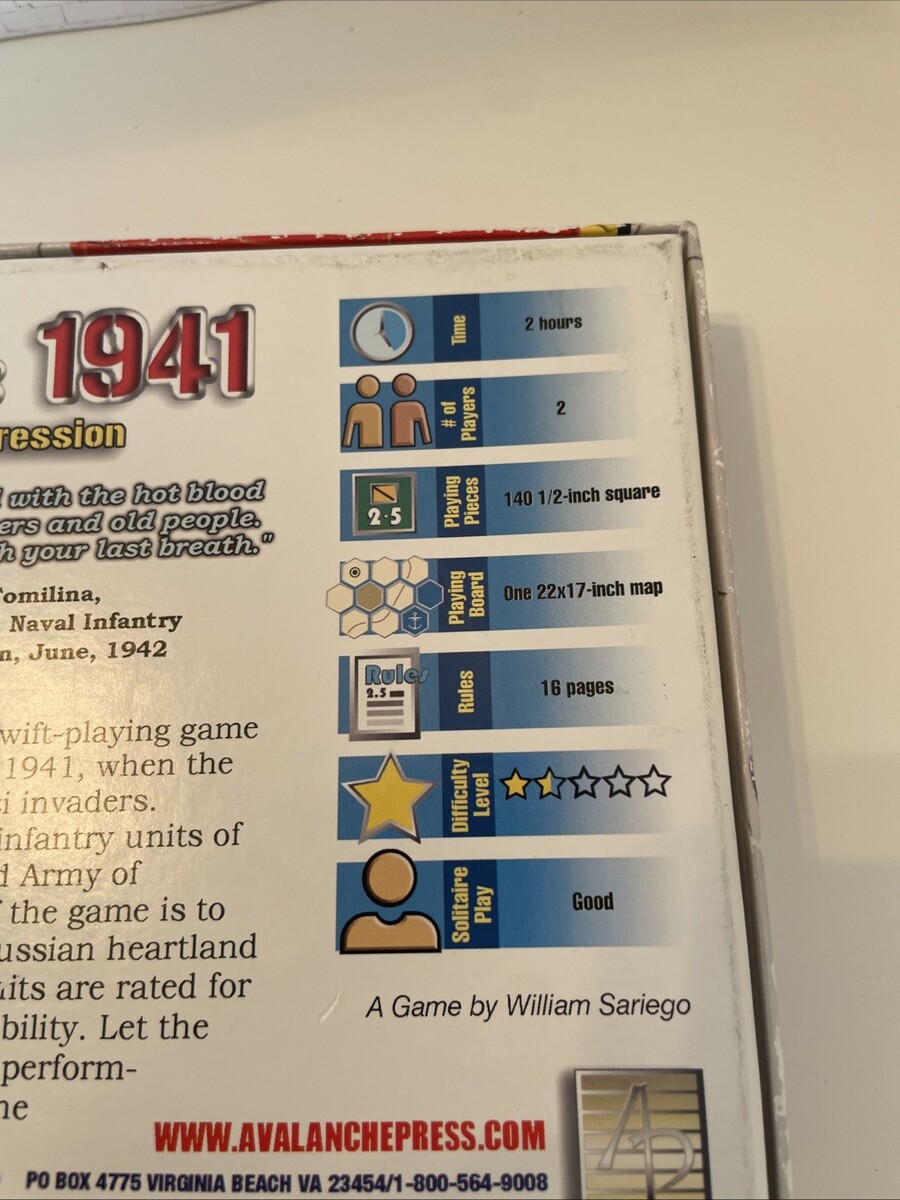 1941
ression
with the hot blood
ers and old people.
h your last breath."
omilina,
Naval Infantry
n, June, 1942
wift-playing game
1941, when the
i invaders.
infantry units of
d Army of
f the game is to
ussian heartland
its are rated for
bility. Let the
perform-
ne
Time
2 hours
# of
Players
2
2-5
Playing
Pieces
140 1/2-inch square
Playing
Board
One 22x17-inch map
Rules
2.5
Rules
16 pages
Difficulty
Level
Solitaire
Play
Good
A Game by William Sariego
WWW.AVALANCHEPRESS.COM
PO BOX 4775 VIRGINIA BEACH VA 23454/1-800-564-9008
AP